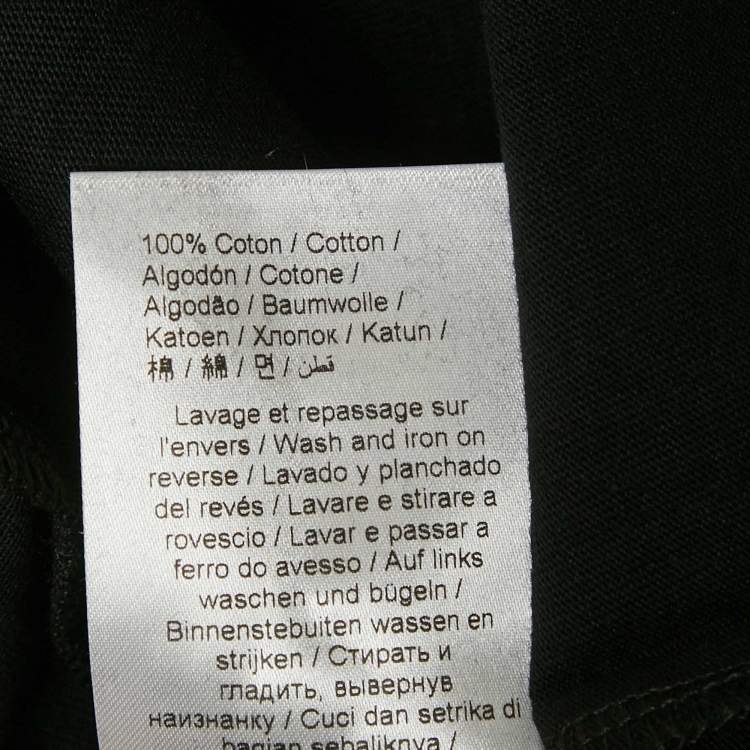 100% Coton / Cotton /
Algodón / Cotone /
Algodão / Baumwolle /
Katoen / Хлопок / Katun /
棉 / 綿 / 면 / قطن
Lavage et repassage sur
l'envers / Wash and iron on
reverse / Lavado y planchado
del revés / Lavare e stirare a
rovescio / Lavar e passar a
ferro do avesso / Auf links
waschen und bügeln /
Binnenstebuiten wassen en
strijken / Стирать и
гладить, вывернув
наизнанку / Cuci dan setrika di
bagian sebaliknya /